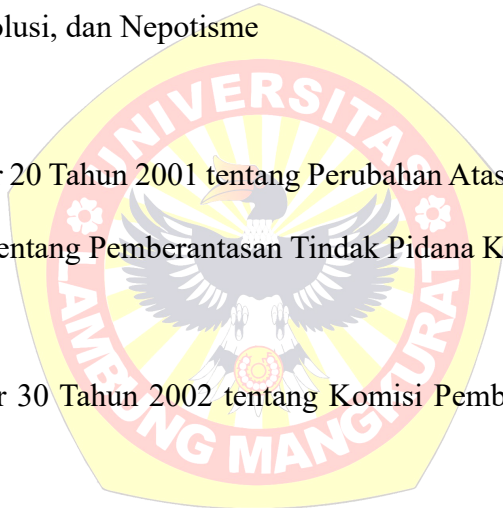 olusi, dan Nepotisme
UNIVERSITAS
r 20 Tahun 2001 tentang Perubahan Atas
entang Pemberantasan Tindak Pidana K
r 30 Tahun 2002 tentang Komisi Pemb
LAMBUNG MANGKURAT